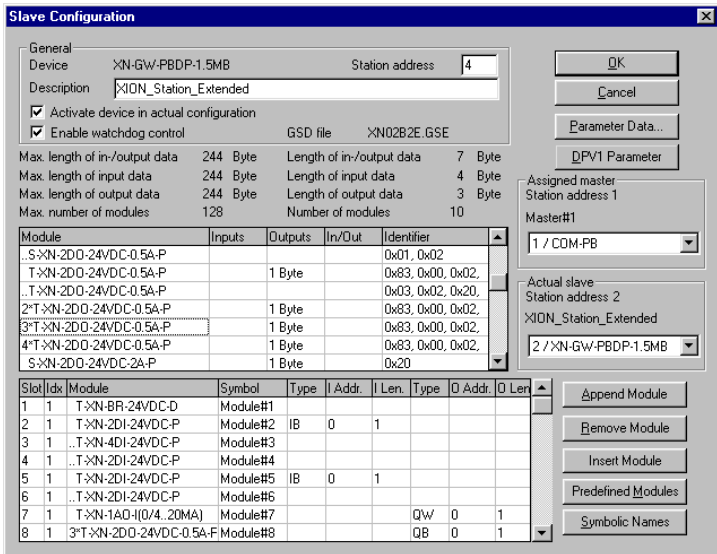 Slave Configuration
General
Device XN-GW-PBDP-1.5MB Station address 4
Description XION_Station_Extended
Activate device in actual configuration
Enable watchdog control GSD file XN02B2E.GSE
OK
Cancel
Parameter Data...
DPV1 Parameter
Max. length of in-/output data 244 Byte Length of in-/output data 7 Byte
Max. length of input data 244 Byte Length of input data 4 Byte
Max. length of output data 244 Byte Length of output data 3 Byte
Max. number of modules 128 Number of modules 10
Assigned master
Station address 1
Master#1
1 / COM-PB
Actual slave
Station address 2
XION_Station_Extended
2 / XN-GW-PBDP-1.5MB
Module Inputs Outputs In/Out Identifier
..S-XN-2DO-24VDC-0.5A-P 0x01, 0x02
T-XN-2DO-24VDC-0.5A-P 1 Byte 0x83, 0x00, 0x02,
..T-XN-2DO-24VDC-0.5A-P 0x03, 0x02, 0x20,
2*T-XN-2DO-24VDC-0.5A-P 1 Byte 0x83, 0x00, 0x02,
3*T-XN-2DO-24VDC-0.5A-P 1 Byte 0x83, 0x00, 0x02,
4*T-XN-2DO-24VDC-0.5A-P 1 Byte 0x83, 0x00, 0x02,
S-XN-2DO-24VDC-2A-P 1 Byte 0x20
Slot Idx Module Symbol Type I Addr. I Len. Type O Addr. O Len
1 1 T-XN-BR-24VDC-D Module#1
2 1 T-XN-2DI-24VDC-P Module#2 IB 0 1
3 1 ..T-XN-4DI-24VDC-P Module#3
4 1 ..T-XN-2DI-24VDC-P Module#4
5 1 T-XN-2DI-24VDC-P Module#5 IB 0 1
6 1 ..T-XN-2DI-24VDC-P Module#6
7 1 T-XN-1AO-I(0/4..20MA) Module#7 QW 0 1
8 1 3*T-XN-2DO-24VDC-0.5A-F Module#8 QB 0 1
Append Module
Remove Module
Insert Module
Predefined Modules
Symbolic Names